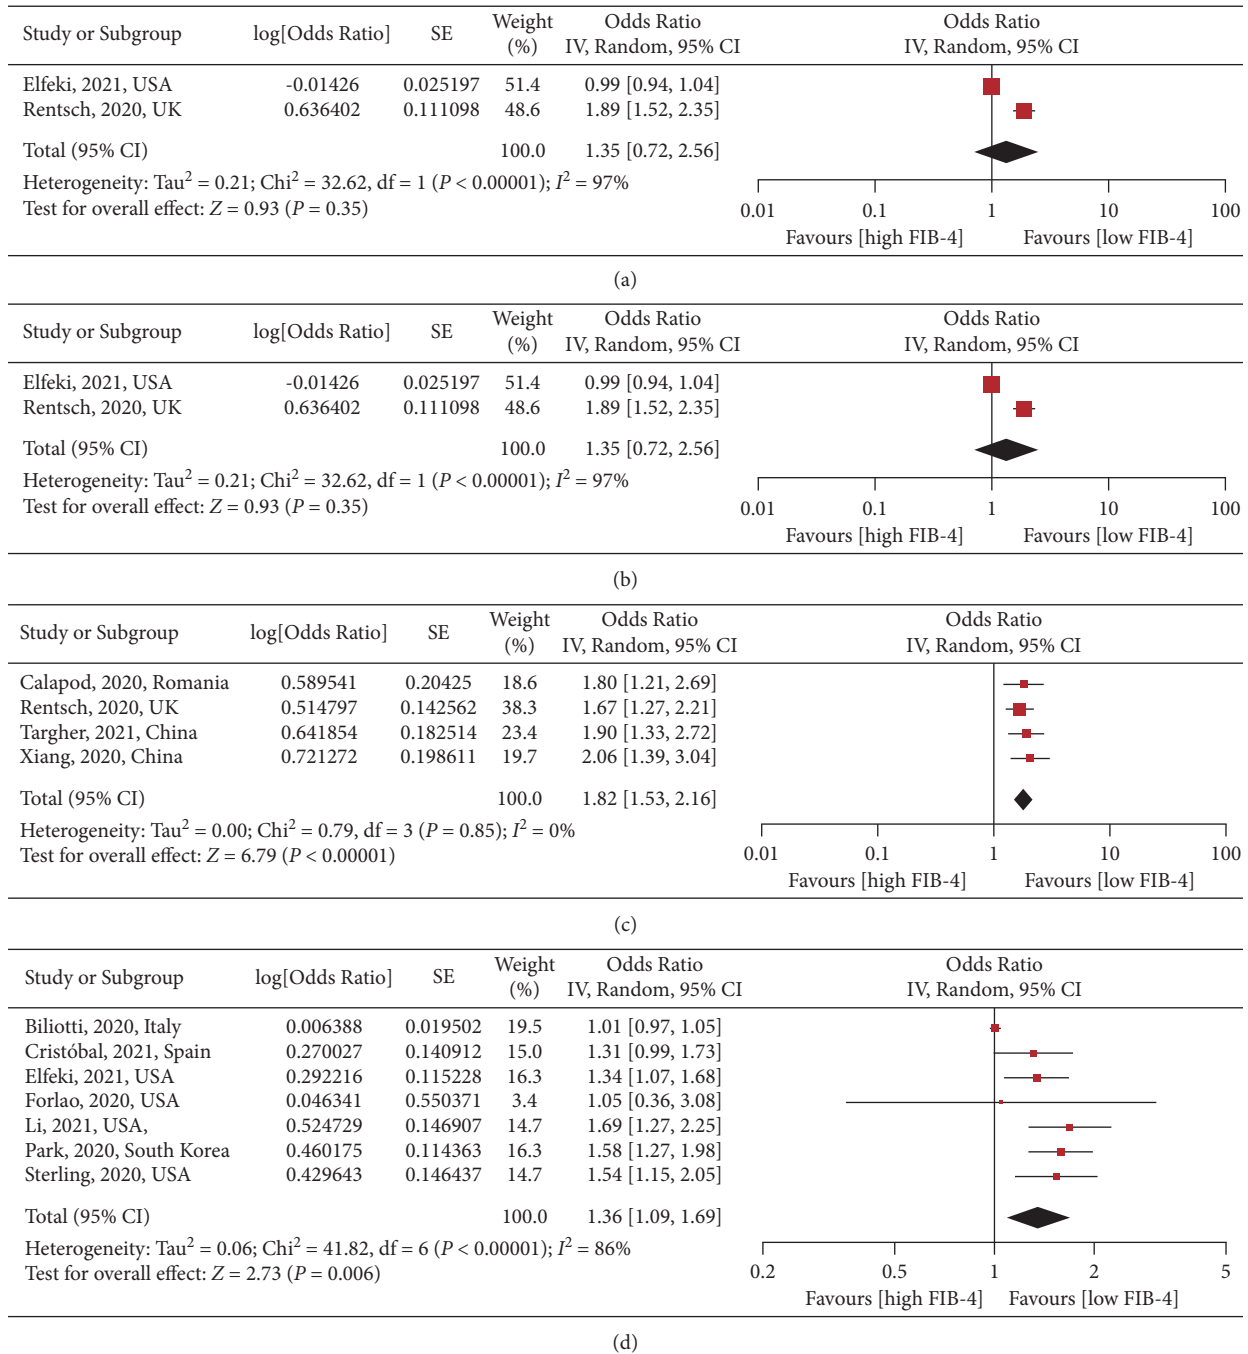 Study or Subgroup log[Odds Ratio] SE Weight (%) Odds Ratio IV, Random, 95% CI Odds Ratio IV, Random, 95% CI
Elfeki, 2021, USA -0.01426 0.025197 51.4 0.99 [0.94, 1.04]
Rentsch, 2020, UK 0.636402 0.111098 48.6 1.89 [1.52, 2.35]
Total (95% CI) 100.0 1.35 [0.72, 2.56]
Heterogeneity: Tau² = 0.21; Chi² = 32.62, df = 1 (P < 0.00001); I² = 97%
Test for overall effect: Z = 0.93 (P = 0.35)
0.01 0.1 1 10 100
Favours [high FIB-4] Favours [low FIB-4]
(a)
Study or Subgroup log[Odds Ratio] SE Weight (%) Odds Ratio IV, Random, 95% CI Odds Ratio IV, Random, 95% CI
Elfeki, 2021, USA -0.01426 0.025197 51.4 0.99 [0.94, 1.04]
Rentsch, 2020, UK 0.636402 0.111098 48.6 1.89 [1.52, 2.35]
Total (95% CI) 100.0 1.35 [0.72, 2.56]
Heterogeneity: Tau² = 0.21; Chi² = 32.62, df = 1 (P < 0.00001); I² = 97%
Test for overall effect: Z = 0.93 (P = 0.35)
0.01 0.1 1 10 100
Favours [high FIB-4] Favours [low FIB-4]
(b)
Study or Subgroup log[Odds Ratio] SE Weight (%) Odds Ratio IV, Random, 95% CI Odds Ratio IV, Random, 95% CI
Calapod, 2020, Romania 0.589541 0.20425 18.6 1.80 [1.21, 2.69]
Rentsch, 2020, UK 0.514797 0.142562 38.3 1.67 [1.27, 2.21]
Targher, 2021, China 0.641854 0.182514 23.4 1.90 [1.33, 2.72]
Xiang, 2020, China 0.721272 0.198611 19.7 2.06 [1.39, 3.04]
Total (95% CI) 100.0 1.82 [1.53, 2.16]
Heterogeneity: Tau² = 0.00; Chi² = 0.79, df = 3 (P = 0.85); I² = 0%
Test for overall effect: Z = 6.79 (P < 0.00001)
0.01 0.1 1 10 100
Favours [high FIB-4] Favours [low FIB-4]
(c)
Study or Subgroup log[Odds Ratio] SE Weight (%) Odds Ratio IV, Random, 95% CI Odds Ratio IV, Random, 95% CI
Biliotti, 2020, Italy 0.006388 0.019502 19.5 1.01 [0.97, 1.05]
Cristóbal, 2021, Spain 0.270027 0.140912 15.0 1.31 [0.99, 1.73]
Elfeki, 2021, USA 0.292216 0.115228 16.3 1.34 [1.07, 1.68]
Forlao, 2020, USA 0.046341 0.550371 3.4 1.05 [0.36, 3.08]
Li, 2021, USA, 0.524729 0.146907 14.7 1.69 [1.27, 2.25]
Park, 2020, South Korea 0.460175 0.114363 16.3 1.58 [1.27, 1.98]
Sterling, 2020, USA 0.429643 0.146437 14.7 1.54 [1.15, 2.05]
Total (95% CI) 100.0 1.36 [1.09, 1.69]
Heterogeneity: Tau² = 0.06; Chi² = 41.82, df = 6 (P < 0.00001); I² = 86%
Test for overall effect: Z = 2.73 (P = 0.006)
0.2 0.5 1 2 5
Favours [high FIB-4] Favours [low FIB-4]
(d)